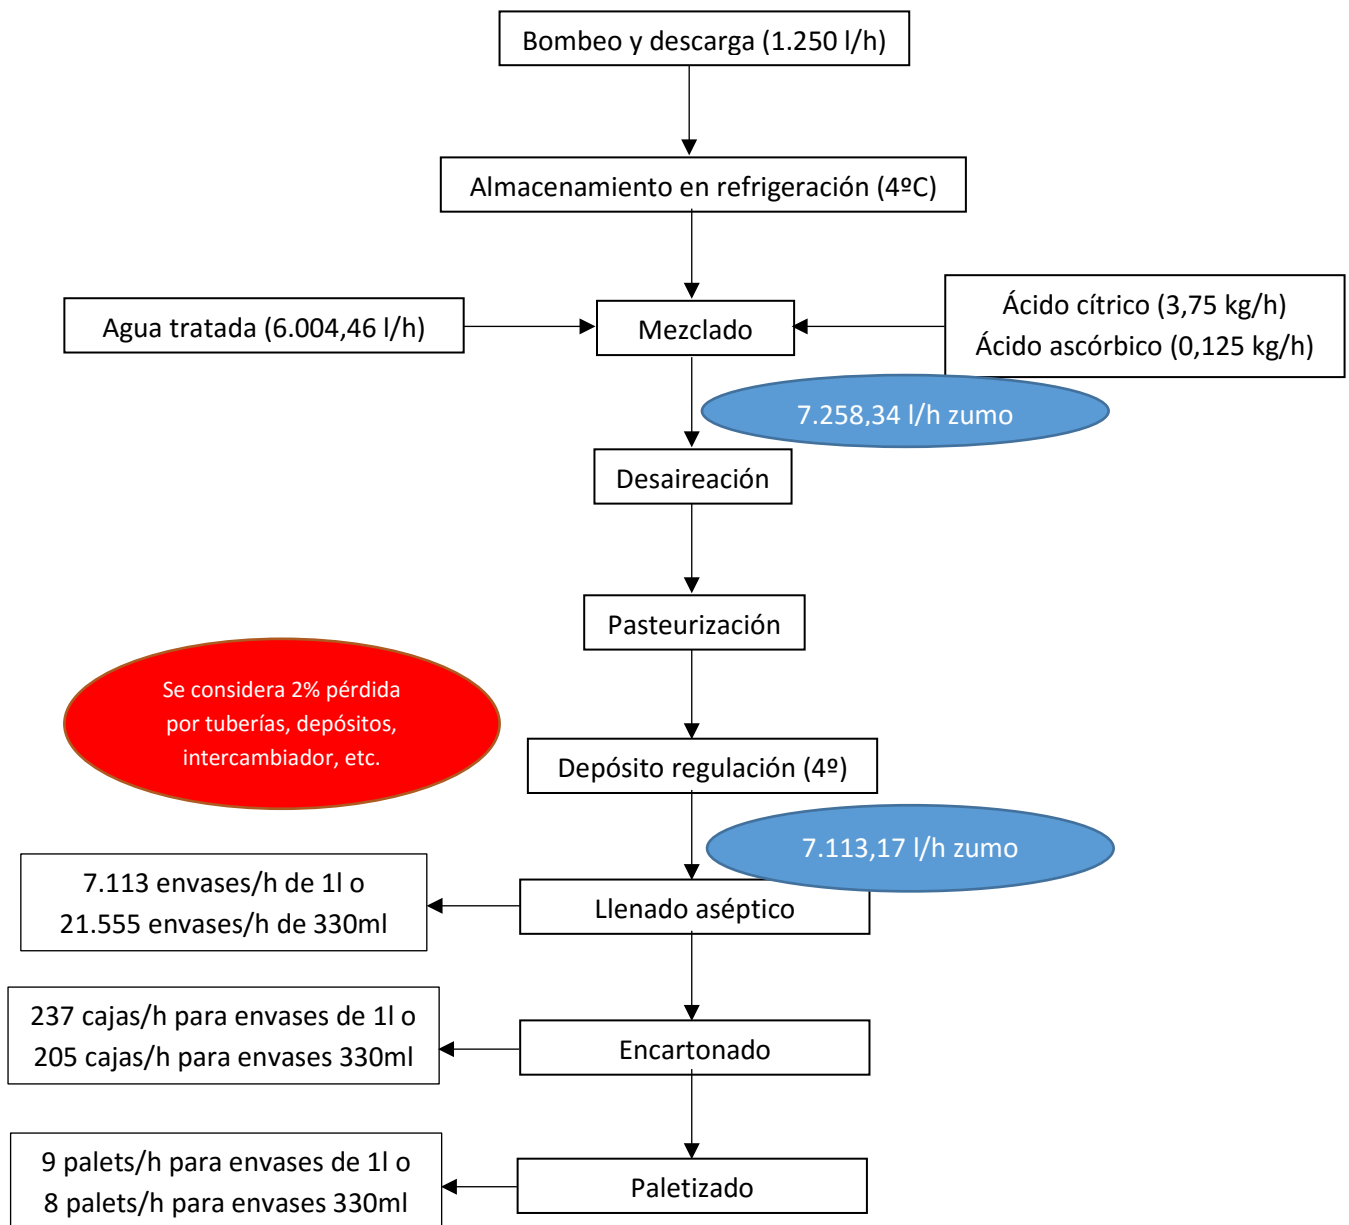 Bombeo y descarga (1.250 l/h)
Almacenamiento en refrigeración (4ºC)
Agua tratada (6.004,46 l/h)
Mezclado
Ácido cítrico (3,75 kg/h)
Ácido ascórbico (0,125 kg/h)
7.258,34 l/h zumo
Desaireación
Pasteurización
Se considera 2% pérdida
por tuberías, depósitos,
intercambiador, etc.
Depósito regulación (4º)
7.113,17 l/h zumo
7.113 envases/h de 1l o
21.555 envases/h de 330ml
Llenado aséptico
237 cajas/h para envases de 1l o
205 cajas/h para envases 330ml
Encartonado
9 palets/h para envases de 1l o
8 palets/h para envases 330ml
Paletizado